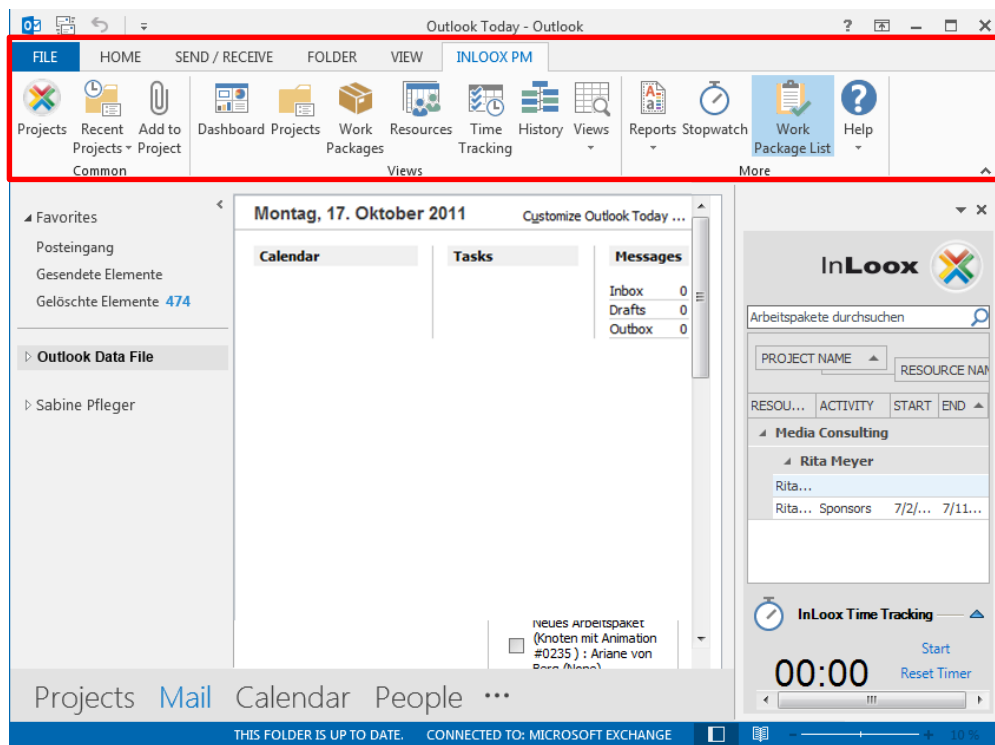 Outlook Today - Outlook
FILE HOME SEND / RECEIVE FOLDER VIEW INLOOX PM
Projects Recent Projects Add to Project Dashboard Projects Work Packages Resources Time Tracking History Views Reports Stopwatch Work Package List Help
Common Views More
Favorites
Posteingang
Gesendete Elemente
Gelöschte Elemente 474
Outlook Data File
Sabine Pfleger
Montag, 17. Oktober 2011 Customize Outlook Today ...
Calendar Tasks Messages
Inbox 0
Drafts 0
Outbox 0
Neues Arbeitspaket
(Knoten mit Animation
#0235 ) : Ariane von
Berg (None)
InLoox
Arbeitspakete durchsuchen
PROJECT NAME
RESOURCE NAM
RESOU... ACTIVITY START END
Media Consulting
Rita Meyer
Rita...
Rita... Sponsors 7/2/... 7/11...
InLoox Time Tracking
00:00
Start
Reset Timer
Projects Mail Calendar People ...
THIS FOLDER IS UP TO DATE. CONNECTED TO: MICROSOFT EXCHANGE 10 %